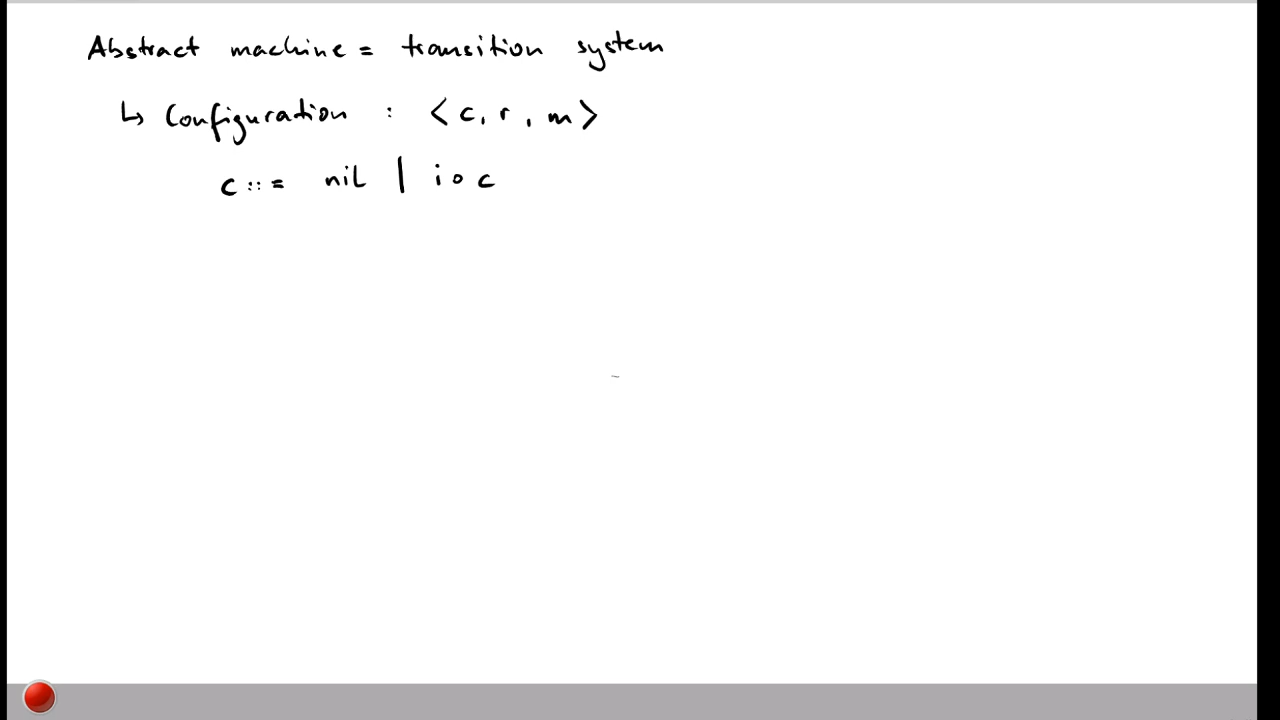 Abstract machine = transition system
↳ Configuration : < c, r, m >
c ::= nil | i ∘ c